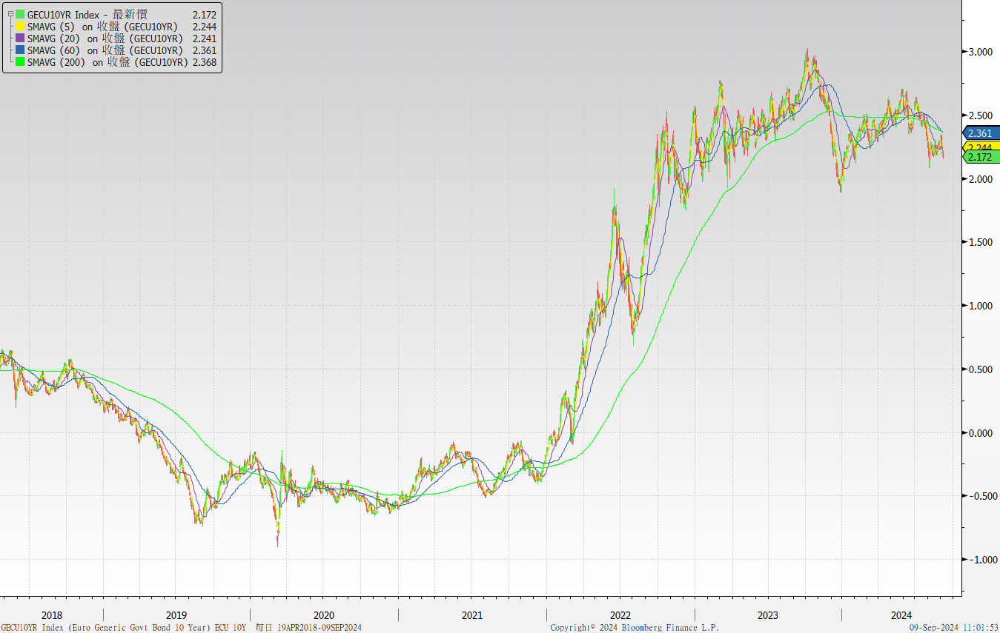 GECU10YR Index - 最新價 2.172
SMAVG (5) on 收盤 (GECU10YR) 2.244
SMAVG (20) on 收盤 (GECU10YR) 2.241
SMAVG (60) on 收盤 (GECU10YR) 2.361
SMAVG (200) on 收盤 (GECU10YR) 2.368
3.000
2.500
2.361
2.244
2.172
2.000
1.500
1.000
0.500
0.000
-0.500
-1.000
2018 2019 2020 2021 2022 2023 2024
GECU10YR Index (Euro Generic Govt Bond 10 Year) ECU 10Y 每日 19APR2018-09SEP2024 Copyright© 2024 Bloomberg Finance L.P. 09-Sep-2024 11:01:53